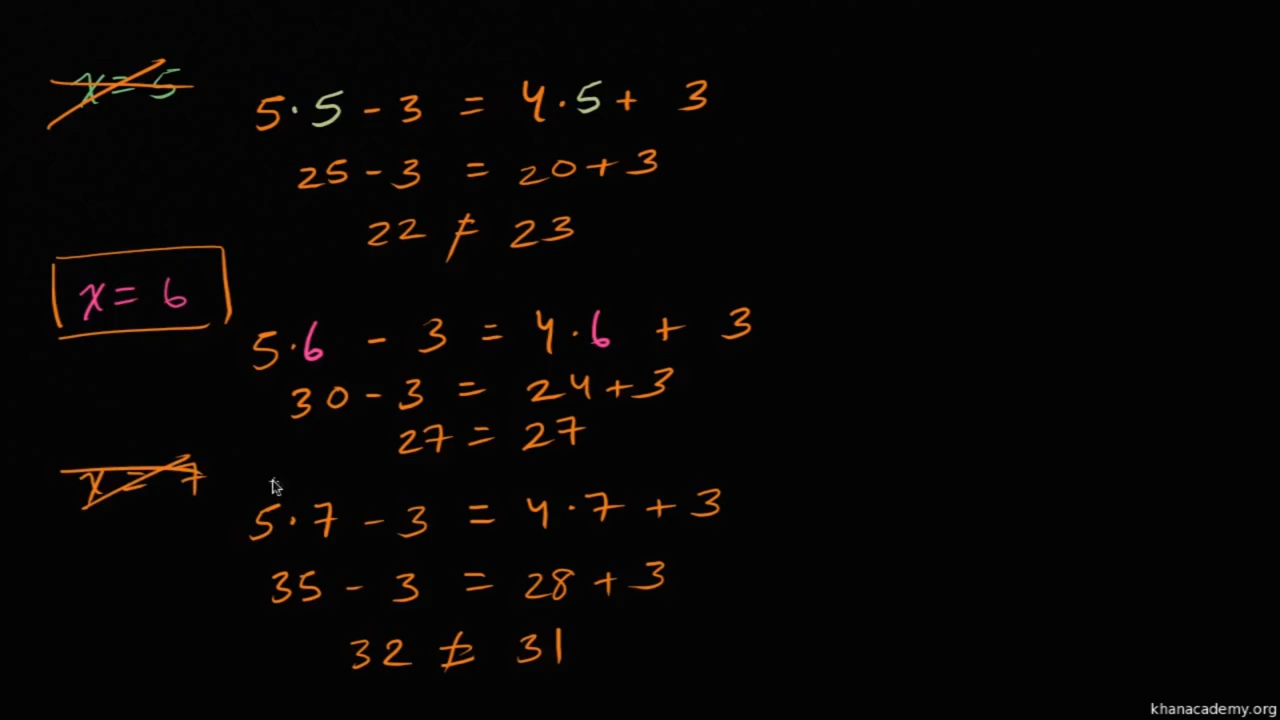 x = 5
5 · 5 - 3 = 4 · 5 + 3
25 - 3 = 20 + 3
22 ≠ 23
x = 6
5 · 6 - 3 = 4 · 6 + 3
30 - 3 = 24 + 3
27 = 27
x = 7
5 · 7 - 3 = 4 · 7 + 3
35 - 3 = 28 + 3
32 ≠ 31
khanacademy.org